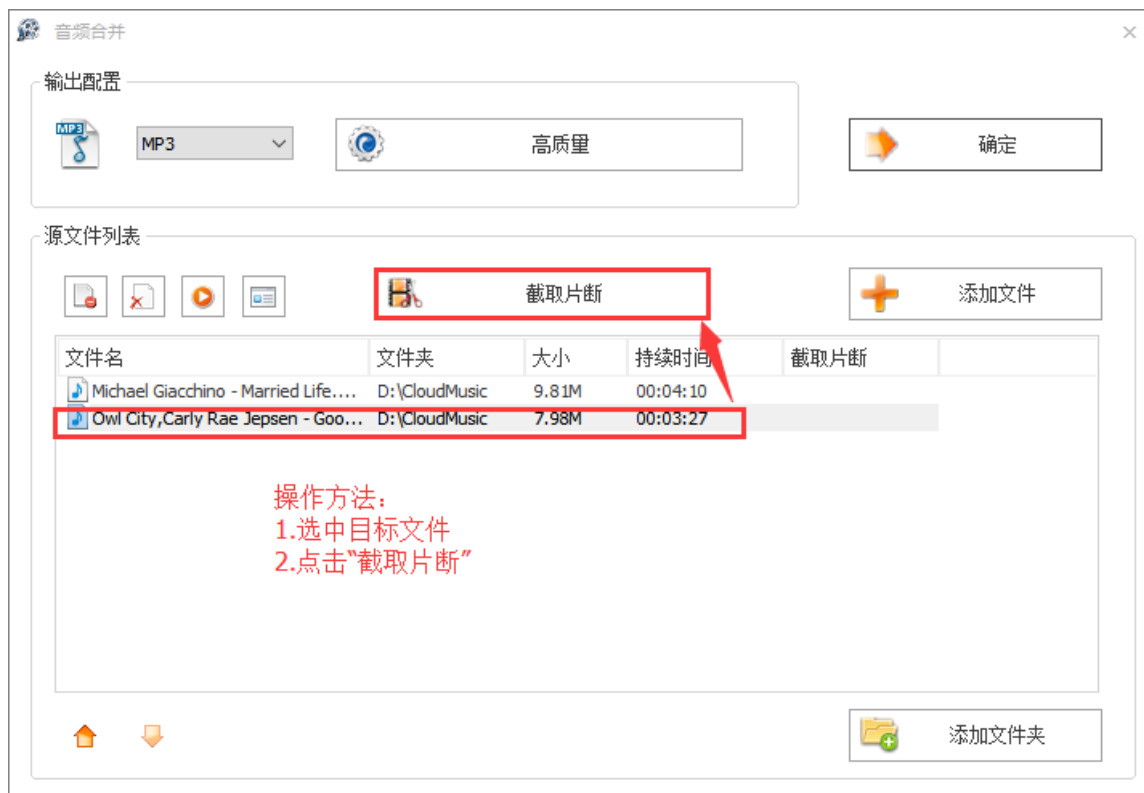 音频合并
输出配置
MP3 MP3 高质量 确定
源文件列表
截取片断 添加文件
文件名 文件夹 大小 持续时间 截取片断
Michael Giacchino - Married Life.... D:\CloudMusic 9.81M 00:04:10
Owl City,Carly Rae Jepsen - Goo... D:\CloudMusic 7.98M 00:03:27
操作方法:
1.选中目标文件
2.点击“截取片断”
添加文件夹